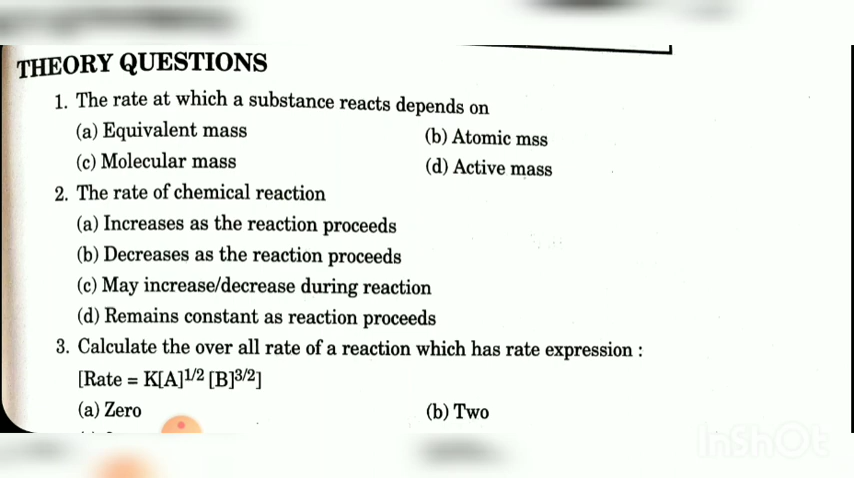 THEORY QUESTIONS
1. The rate at which a substance reacts depends on
(a) Equivalent mass (b) Atomic mss
(c) Molecular mass (d) Active mass
2. The rate of chemical reaction
(a) Increases as the reaction proceeds
(b) Decreases as the reaction proceeds
(c) May increase/decrease during reaction
(d) Remains constant as reaction proceeds
3. Calculate the over all rate of a reaction which has rate expression :
[Rate = K[A]1/2 [B]3/2]
(a) Zero (b) Two
InShOt